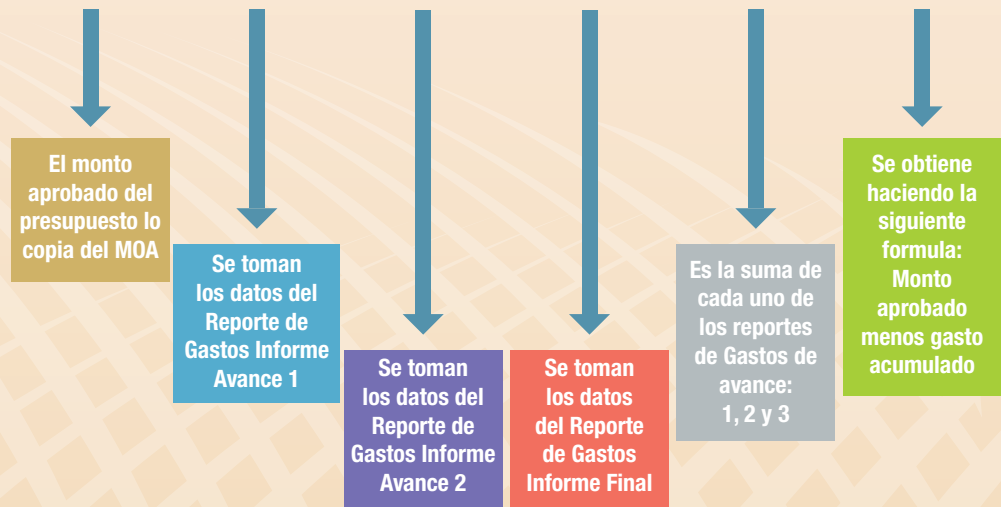 El monto
aprobado del
presupuesto lo
copia del MOA
Se toman
los datos del
Reporte de
Gastos Informe
Avance 1
Se toman
los datos del
Reporte de
Gastos Informe
Avance 2
Se toman
los datos
del Reporte
de Gastos
Informe Final
Es la suma de
cada uno de
los reportes
de Gastos de
avance:
1, 2 y 3
Se obtiene
haciendo la
siguiente
formula:
Monto
aprobado
menos gasto
acumulado